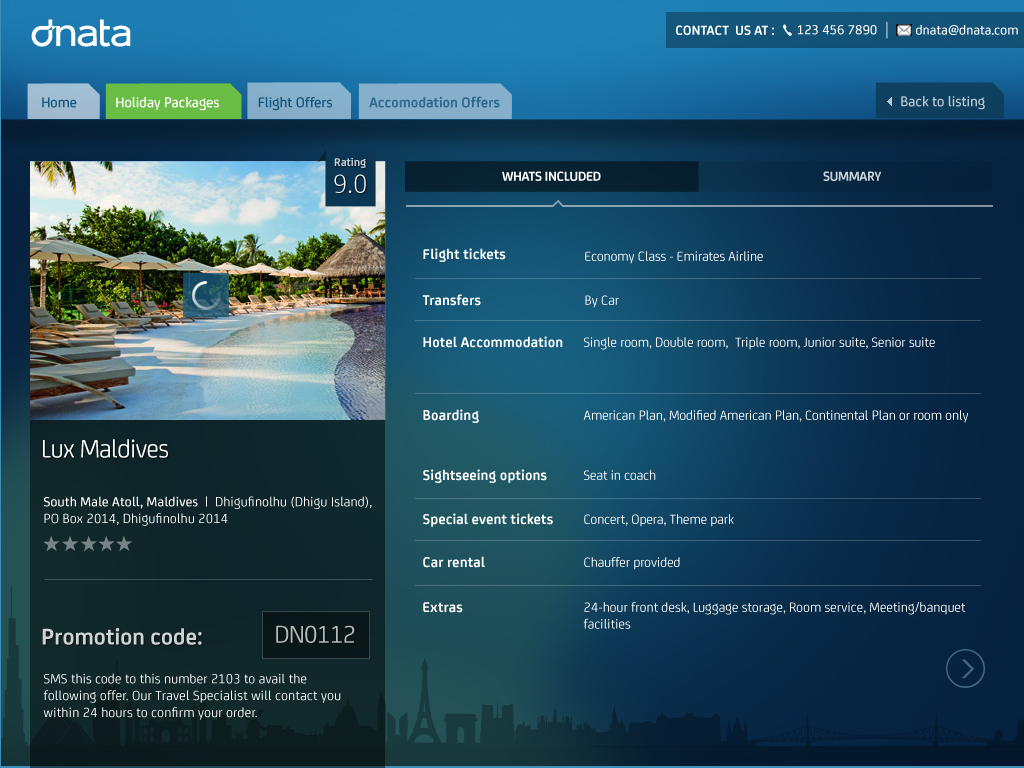 dnata
CONTACT US AT : 123 456 7890 | dnata@dnata.com
Home
Holiday Packages
Flight Offers
Accomodation Offers
Back to listing
Rating
9.0
Lux Maldives
South Male Atoll, Maldives | Dhigufinolhu (Dhigu Island),
PO Box 2014, Dhigufinolhu 2014
Promotion code:
DN0112
SMS this code to this number 2103 to avail the
following offer. Our Travel Specialist will contact you
within 24 hours to confirm your order.
WHATS INCLUDED
SUMMARY
Flight tickets
Economy Class - Emirates Airline
Transfers
By Car
Hotel Accommodation
Single room, Double room, Triple room, Junior suite, Senior suite
Boarding
American Plan, Modified American Plan, Continental Plan or room only
Sightseeing options
Seat in coach
Special event tickets
Concert, Opera, Theme park
Car rental
Chauffer provided
Extras
24-hour front desk, Luggage storage, Room service, Meeting/banquet
facilities